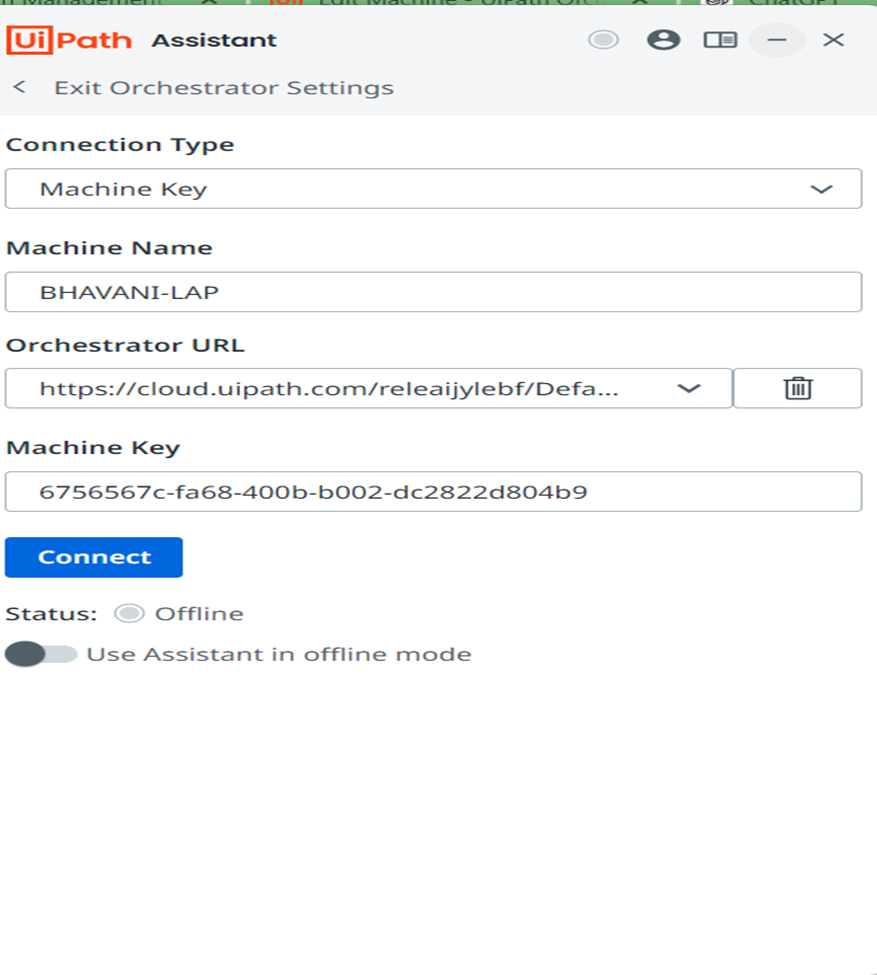 UiPath Assistant
Exit Orchestrator Settings
Connection Type
Machine Key
Machine Name
BHAVANI-LAP
Orchestrator URL
https://cloud.uipath.com/releaijylebf/Defa...
Machine Key
6756567c-fa68-400b-b002-dc2822d804b9
Connect
Status: Offline
Use Assistant in offline mode